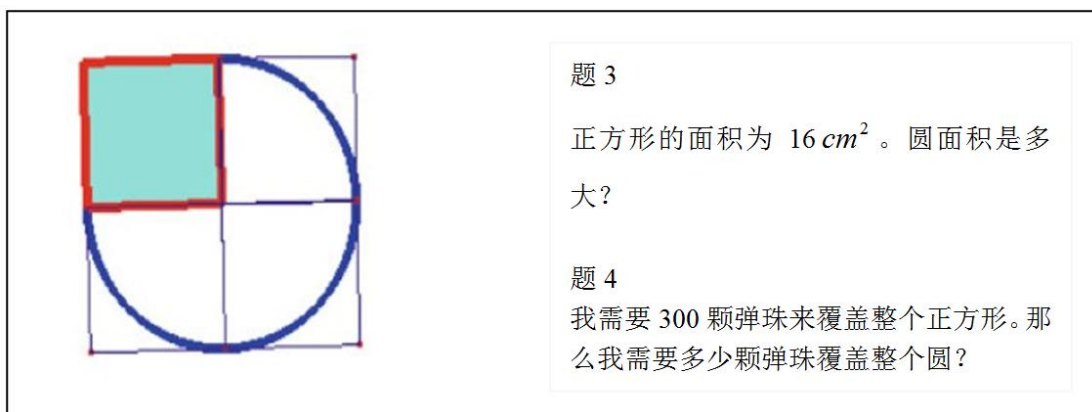 题 3
正方形的面积为 16 cm²。圆面积是多
大？
题 4
我需要 300 颗弹珠来覆盖整个正方形。那
么我需要多少颗弹珠覆盖整个圆？